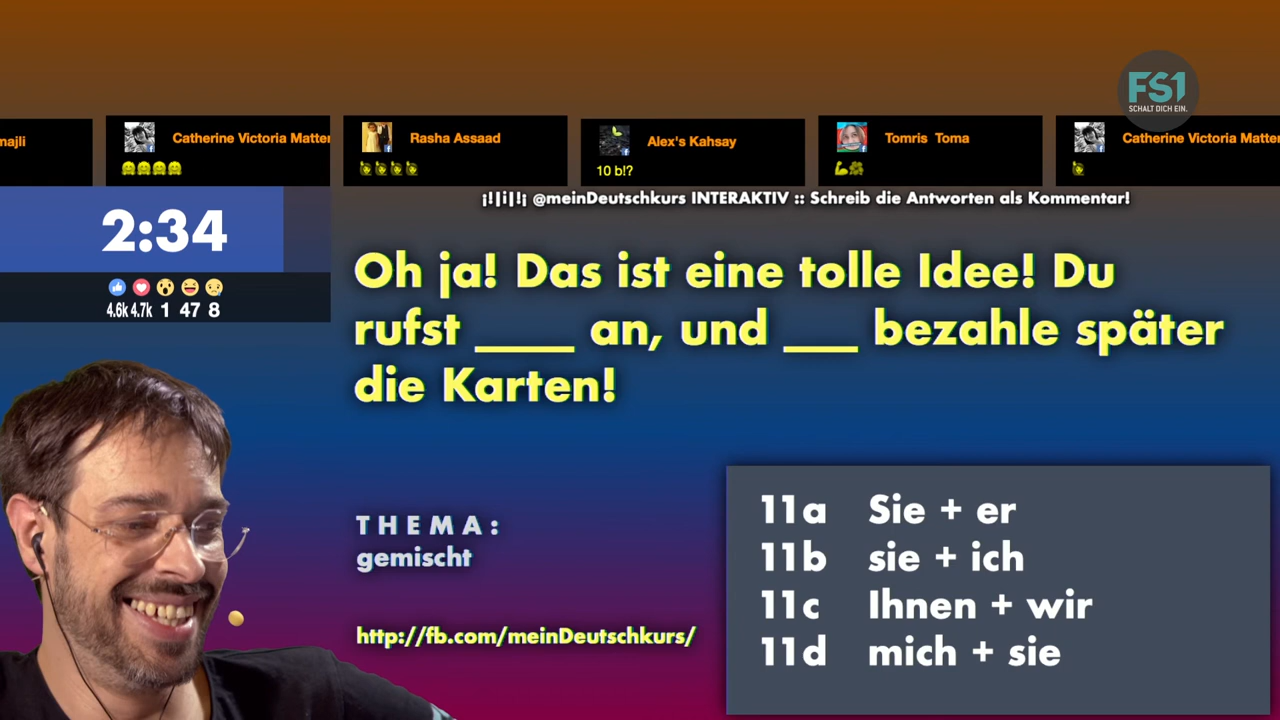 FS1
SCHALT DICH EIN.
majli
Catherine Victoria Matter
Rasha Assaad
Alex's Kahsay
10 b!?
Tomris Toma
Catherine Victoria Matter
¡!|i|!¡ @meinDeutschkurs INTERAKTIV :: Schreib die Antworten als Kommentar!
2:34
4.6k 4.7k 1 47 8
Oh ja! Das ist eine tolle Idee! Du
rufst ____ an, und ___ bezahle später
die Karten!
THEMA:
gemischt
http://fb.com/meinDeutschkurs/
11a Sie + er
11b sie + ich
11c Ihnen + wir
11d mich + sie